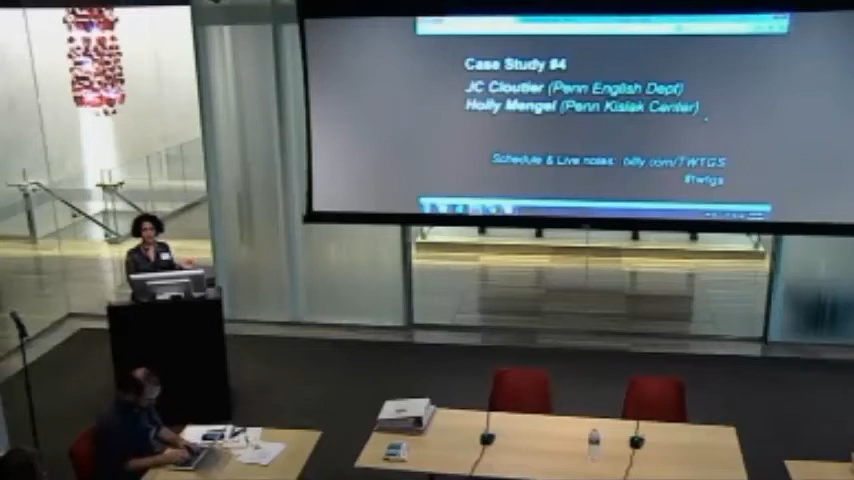 Case Study #4
JC Cloutier (Penn English Dept)
Holly Mengel (Penn Kislak Center)
Schedule & Live notes: bitly.com/TWTGS
#twtgs